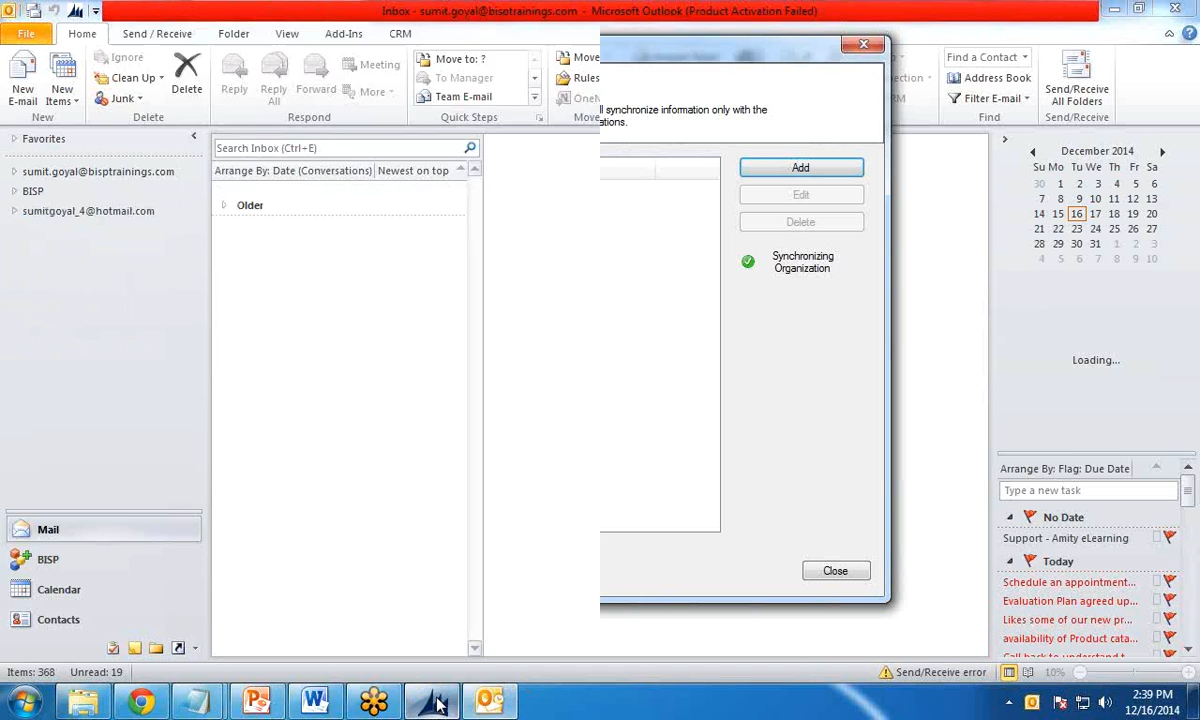 Inbox - sumit.goyal@bisptrainings.com - Microsoft Outlook (Product Activation Failed)
File Home Send / Receive Folder View Add-Ins CRM
New E-mail
New Items
New
Ignore
Clean Up
Junk
Delete
Delete
Reply
Reply All
Forward
Meeting
More
Respond
Move to: ?
To Manager
Team E-mail
Quick Steps
Move
Rules
OneN
Move
Find a Contact
Address Book
Filter E-mail
Find
Send/Receive All Folders
Send/Receive
Favorites
sumit.goyal@bisptrainings.com
BISP
sumitgoyal_4@hotmail.com
Mail
BISP
Calendar
Contacts
Search Inbox (Ctrl+E)
Arrange By: Date (Conversations) Newest on top
Older
synchronize information only with the
Add
Edit
Delete
Synchronizing
Organization
Close
December 2014
Su Mo Tu We Th Fr Sa
30 1 2 3 4 5 6
7 8 9 10 11 12 13
14 15 16 17 18 19 20
21 22 23 24 25 26 27
28 29 30 31 1 2 3
4 5 6 7 8 9 10
Loading...
Arrange By: Flag: Due Date
Type a new task
No Date
Support - Amity eLearning
Today
Schedule an appointment...
Evaluation Plan agreed up...
Likes some of our new pr...
availability of Product cata...
Items: 368 Unread: 19
Send/Receive error
10%
2:39 PM
12/16/2014